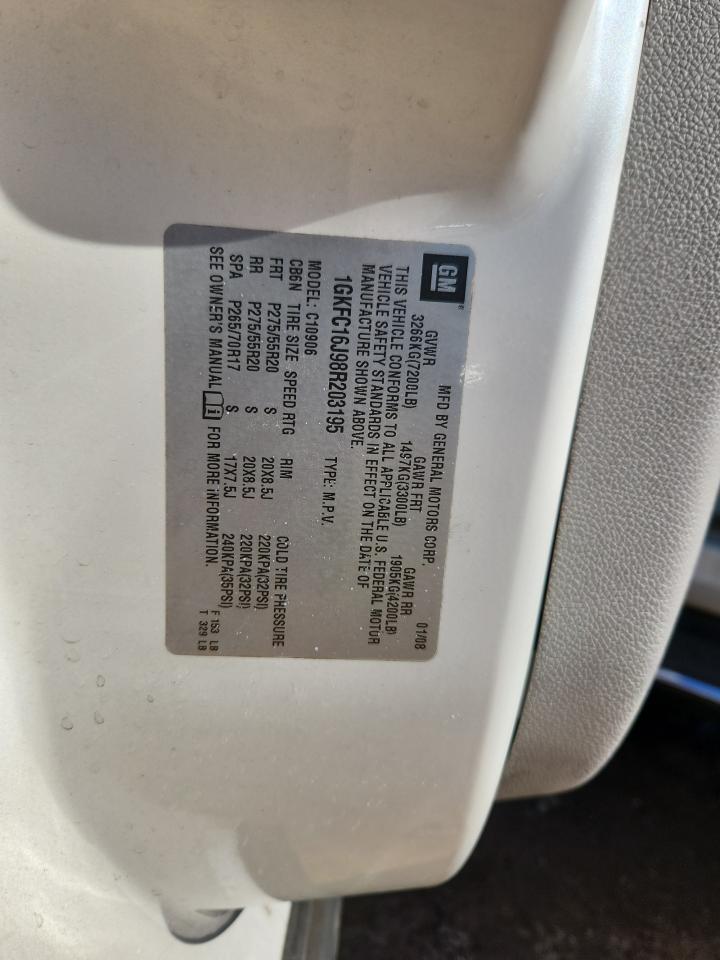 GM
MFD BY GENERAL MOTORS CORP. 01/08
GVWR GAWR FRT GAWR RR
3266KG(7200LB) 1497KG(3300LB) 1905KG(4200LB)
THIS VEHICLE CONFORMS TO ALL APPLICABLE U.S. FEDERAL MOTOR
VEHICLE SAFETY STANDARDS IN EFFECT ON THE DATE OF
MANUFACTURE SHOWN ABOVE.
1GKFC16J98R203195 TYPE: M.P.V.
MODEL: C10906
CB6N TIRE SIZE SPEED RTG RIM COLD TIRE PRESSURE
FRT P275/55R20 S 20X8.5J 220KPA(32PSI)
RR P275/55R20 S 20X8.5J 220KPA(32PSI)
SPA P265/70R17 S 17X7.5J 240KPA(35PSI)
SEE OWNER'S MANUAL FOR MORE INFORMATION.
F 153 LB
T 329 LB